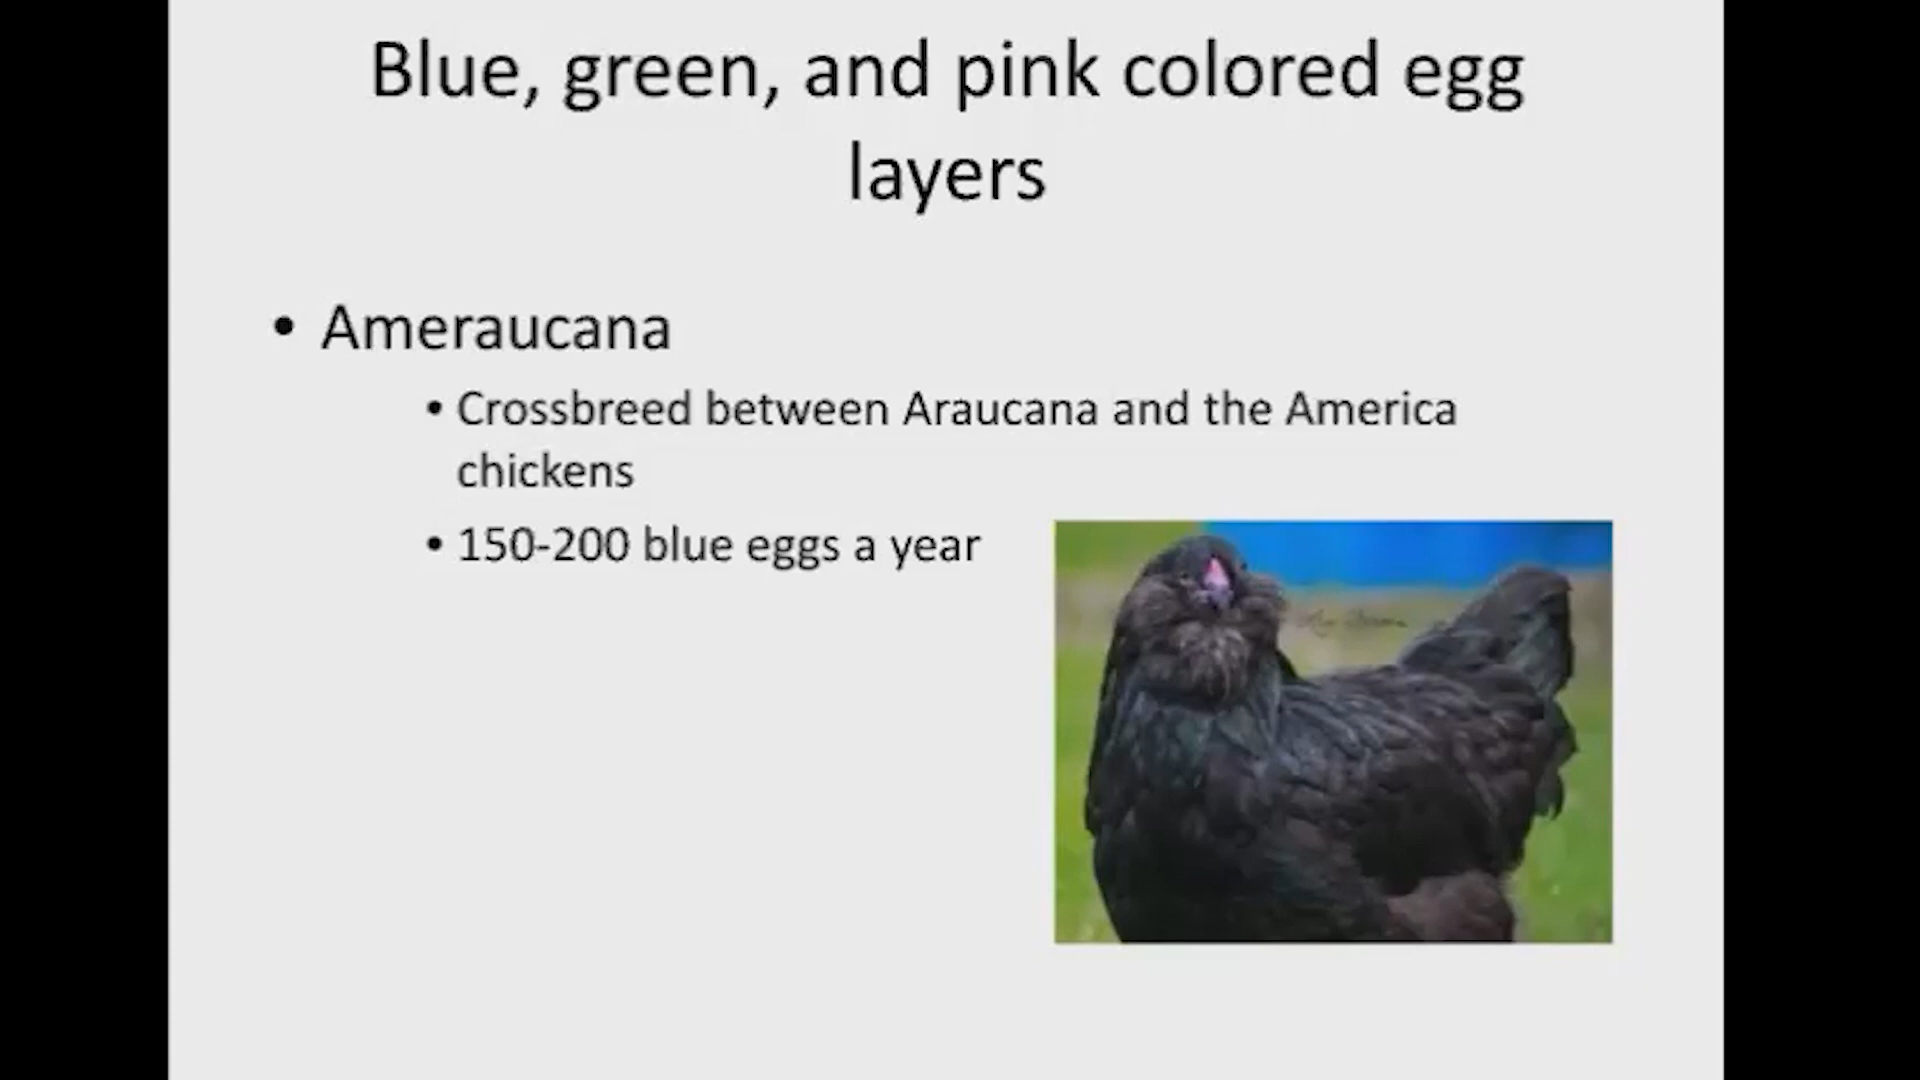 Blue, green, and pink colored egg
layers
• Ameraucana
• Crossbreed between Araucana and the America
chickens
• 150-200 blue eggs a year